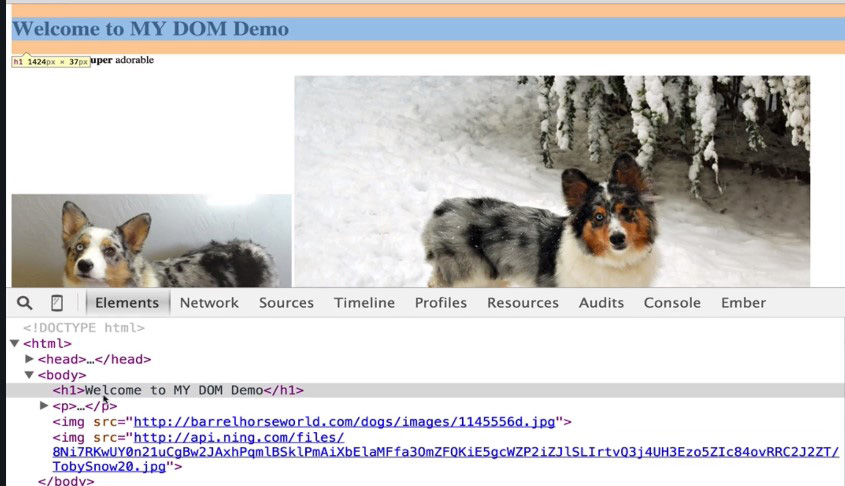 Welcome to MY DOM Demo
h1 1424px × 37px uper adorable
Elements Network Sources Timeline Profiles Resources Audits Console Ember
<!DOCTYPE html>
▼<html>
▶<head>…</head>
▼<body>
<h1>Welcome to MY DOM Demo</h1>
▶<p>…</p>
<img src="http://barrelhorseworld.com/dogs/images/1145556d.jpg">
<img src="http://api.ning.com/files/
8Ni7RKwUY0n21uCgBw2JAxhPqmlBSklPmAiXbElaMFfa3OmZFQKiE5gcWZP2iZJlSLIrtvQ3j4UH3Ezo5ZIc84ovRRC2J2ZT/
TobySnow20.jpg">
</body>